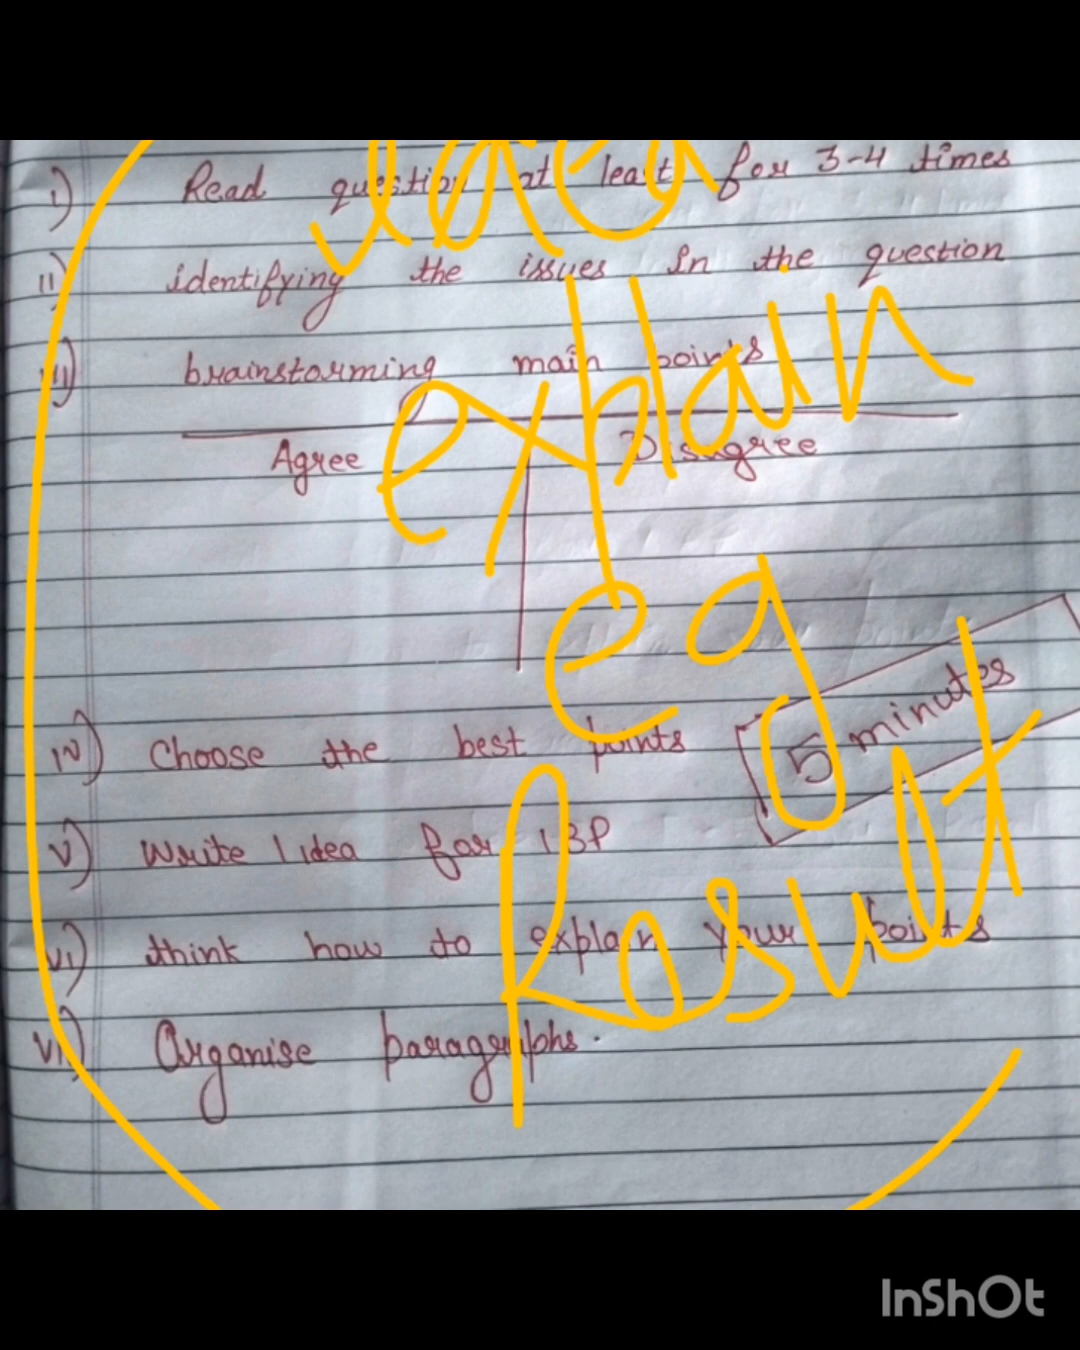 i) Read question at least for 3-4 times
ii) identifying the issues in the question
iii) brainstorming main points
Agree Disagree
iv) Choose the best points
5 minutes
v) Write 1 idea for 1BP
vi) think how to explain your points
vii) Organise paragraphs.
idea
explain
eg
Result
InShOt